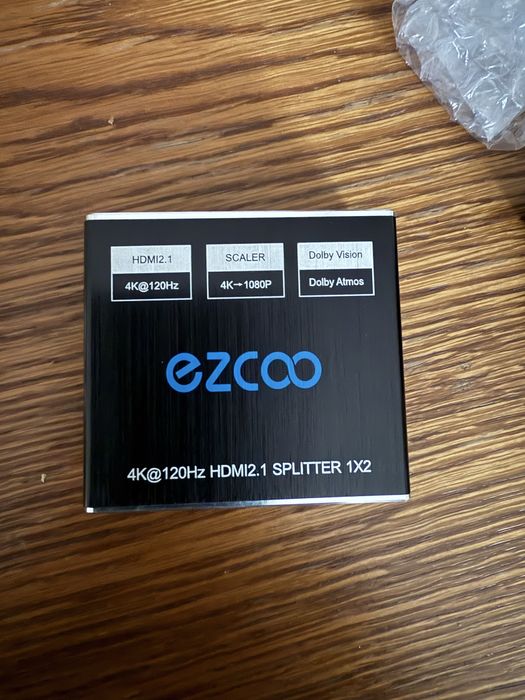 HDMI2.1
4K@120Hz
SCALER
4K→1080P
Dolby Vision
Dolby Atmos
ezcoo
4K@120Hz HDMI2.1 SPLITTER 1X2